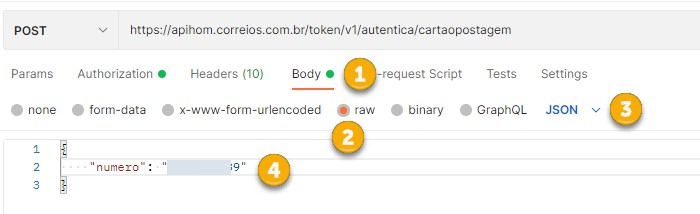 POST https://apihom.correios.com.br/token/v1/autentica/cartaopostagem
Params Authorization Headers (10) Body 1 -request Script Tests Settings
none form-data x-www-form-urlencoded raw binary GraphQL JSON 3
2
1 {
2 "numero": " 39" 4
3 }